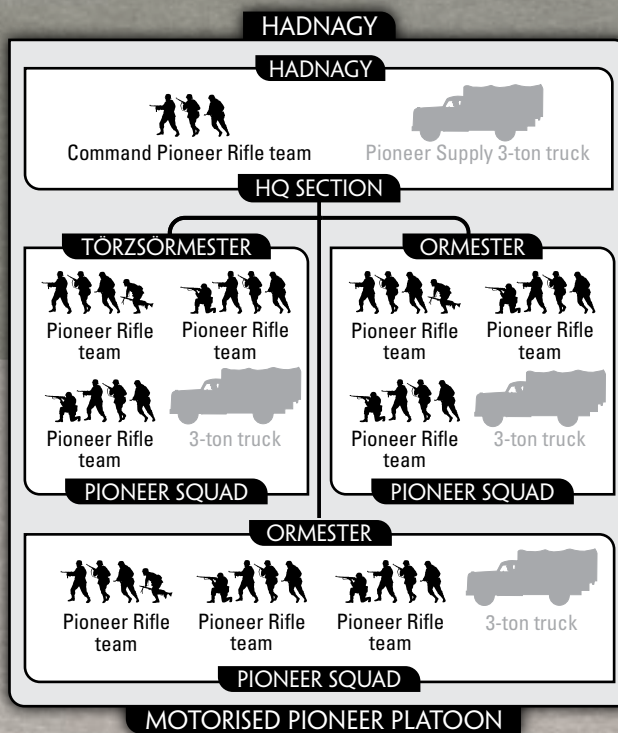 HADNAGY
HADNAGY
Command Pioneer Rifle team
Pioneer Supply 3-ton truck
HQ SECTION
TÖRZSÖRMESTER
Pioneer Rifle
team
Pioneer Rifle
team
Pioneer Rifle
team
3-ton truck
PIONEER SQUAD
ORMESTER
Pioneer Rifle
team
Pioneer Rifle
team
Pioneer Rifle
team
3-ton truck
PIONEER SQUAD
ORMESTER
Pioneer Rifle
team
Pioneer Rifle
team
Pioneer Rifle
team
3-ton truck
PIONEER SQUAD
MOTORISED PIONEER PLATOON